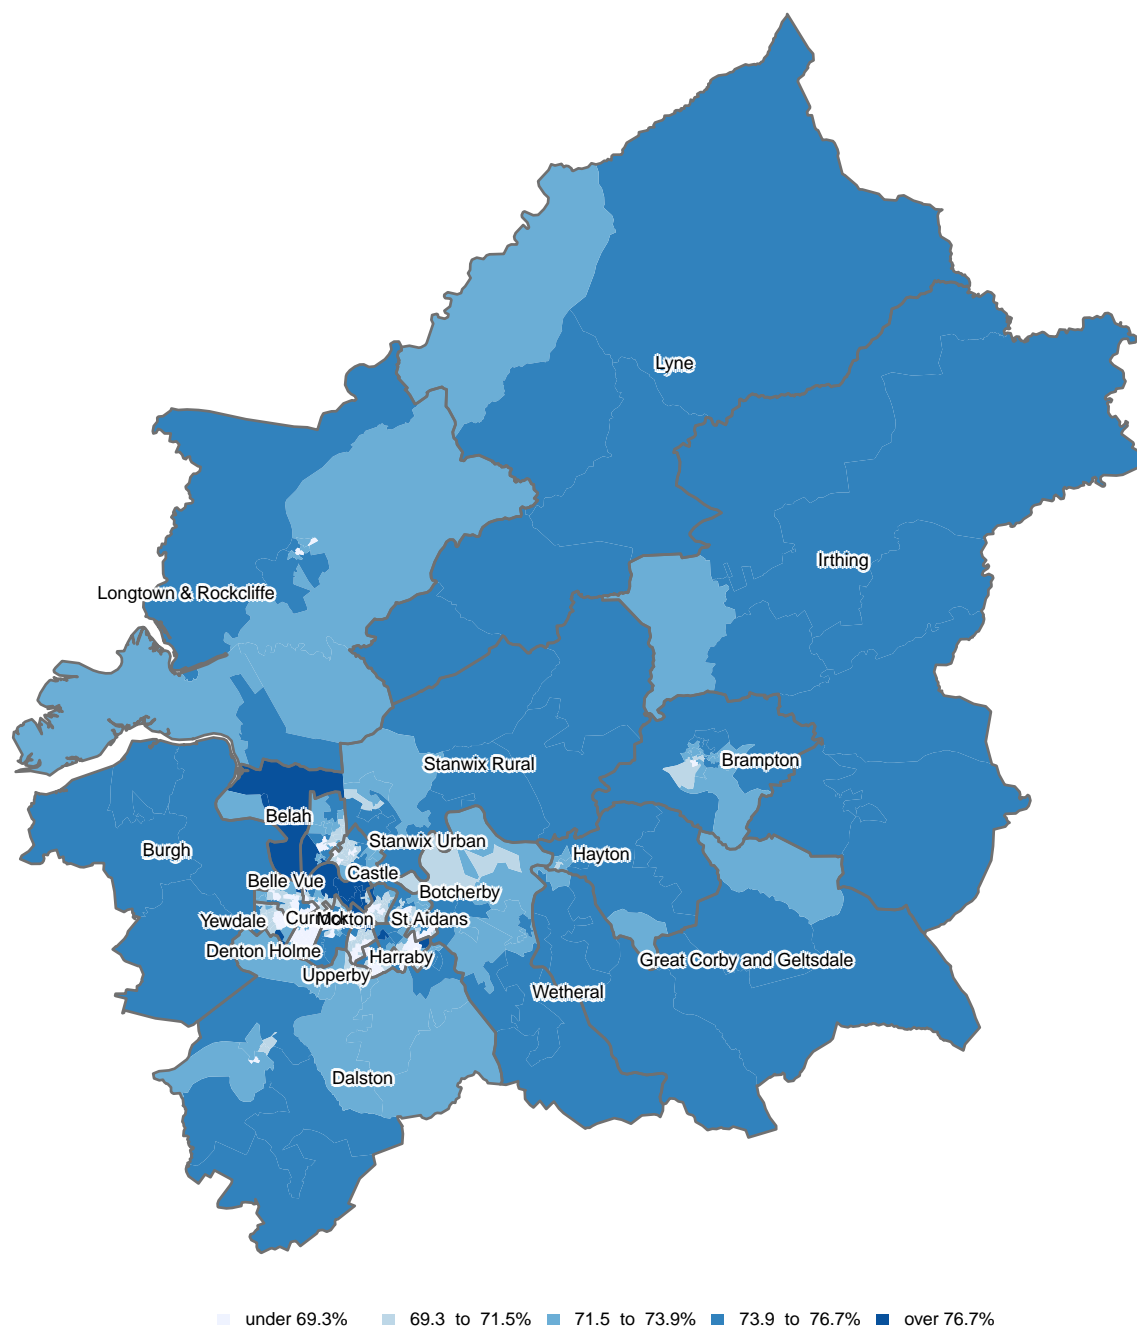 Lyne
Irthing
Longtown & Rockcliffe
Brampton
Stanwix Rural
Belah
Stanwix Urban
Burgh
Hayton
Castle
Belle Vue
Botcherby
Yewdale
Currock
Morton
St Aidans
Denton Holme
Harraby
Great Corby and Geltsdale
Upperby
Wetheral
Dalston
under 69.3%
69.3 to 71.5%
71.5 to 73.9%
73.9 to 76.7%
over 76.7%